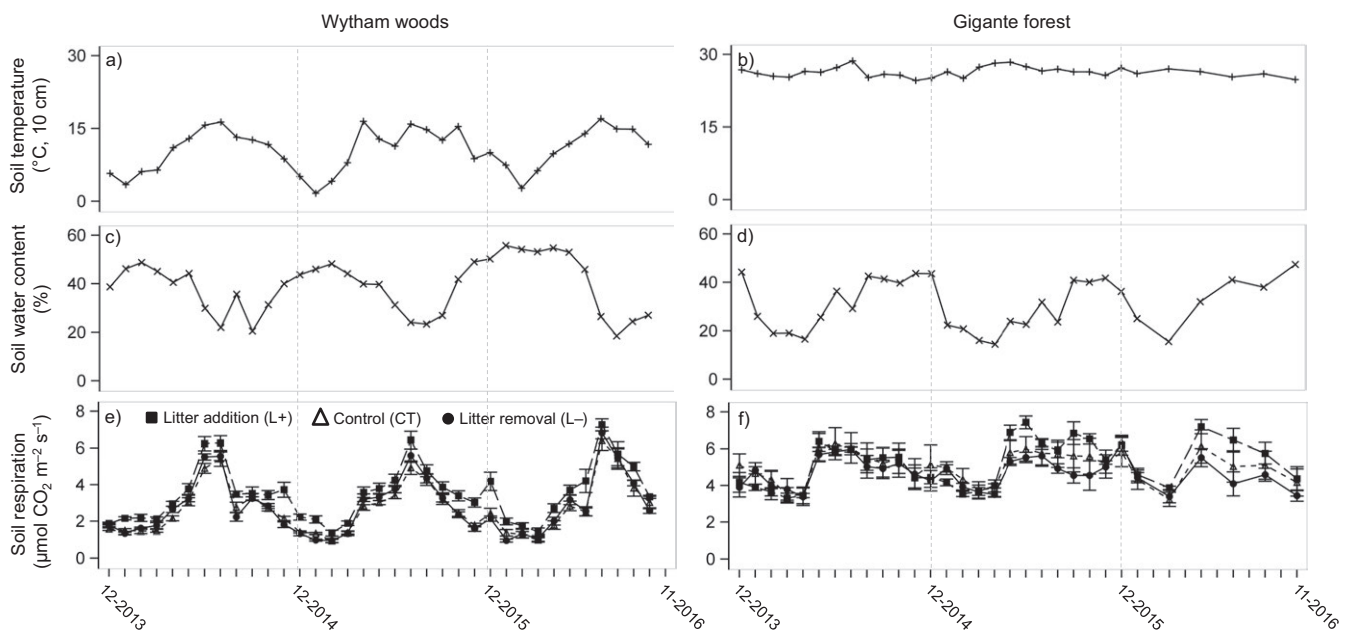 Wytham woods
Gigante forest
Soil temperature
(°C, 10 cm)
a)
30
15
0
b)
30
15
0
Soil water content
(%)
c)
60
40
20
0
d)
60
40
20
0
Soil respiration
(μmol CO2 m−2 s−1)
e)
Litter addition (L+) Control (CT) Litter removal (L−)
8
6
4
2
0
f)
8
6
4
2
0
12-2013
12-2014
12-2015
11-2016
12-2013
12-2014
12-2015
11-2016